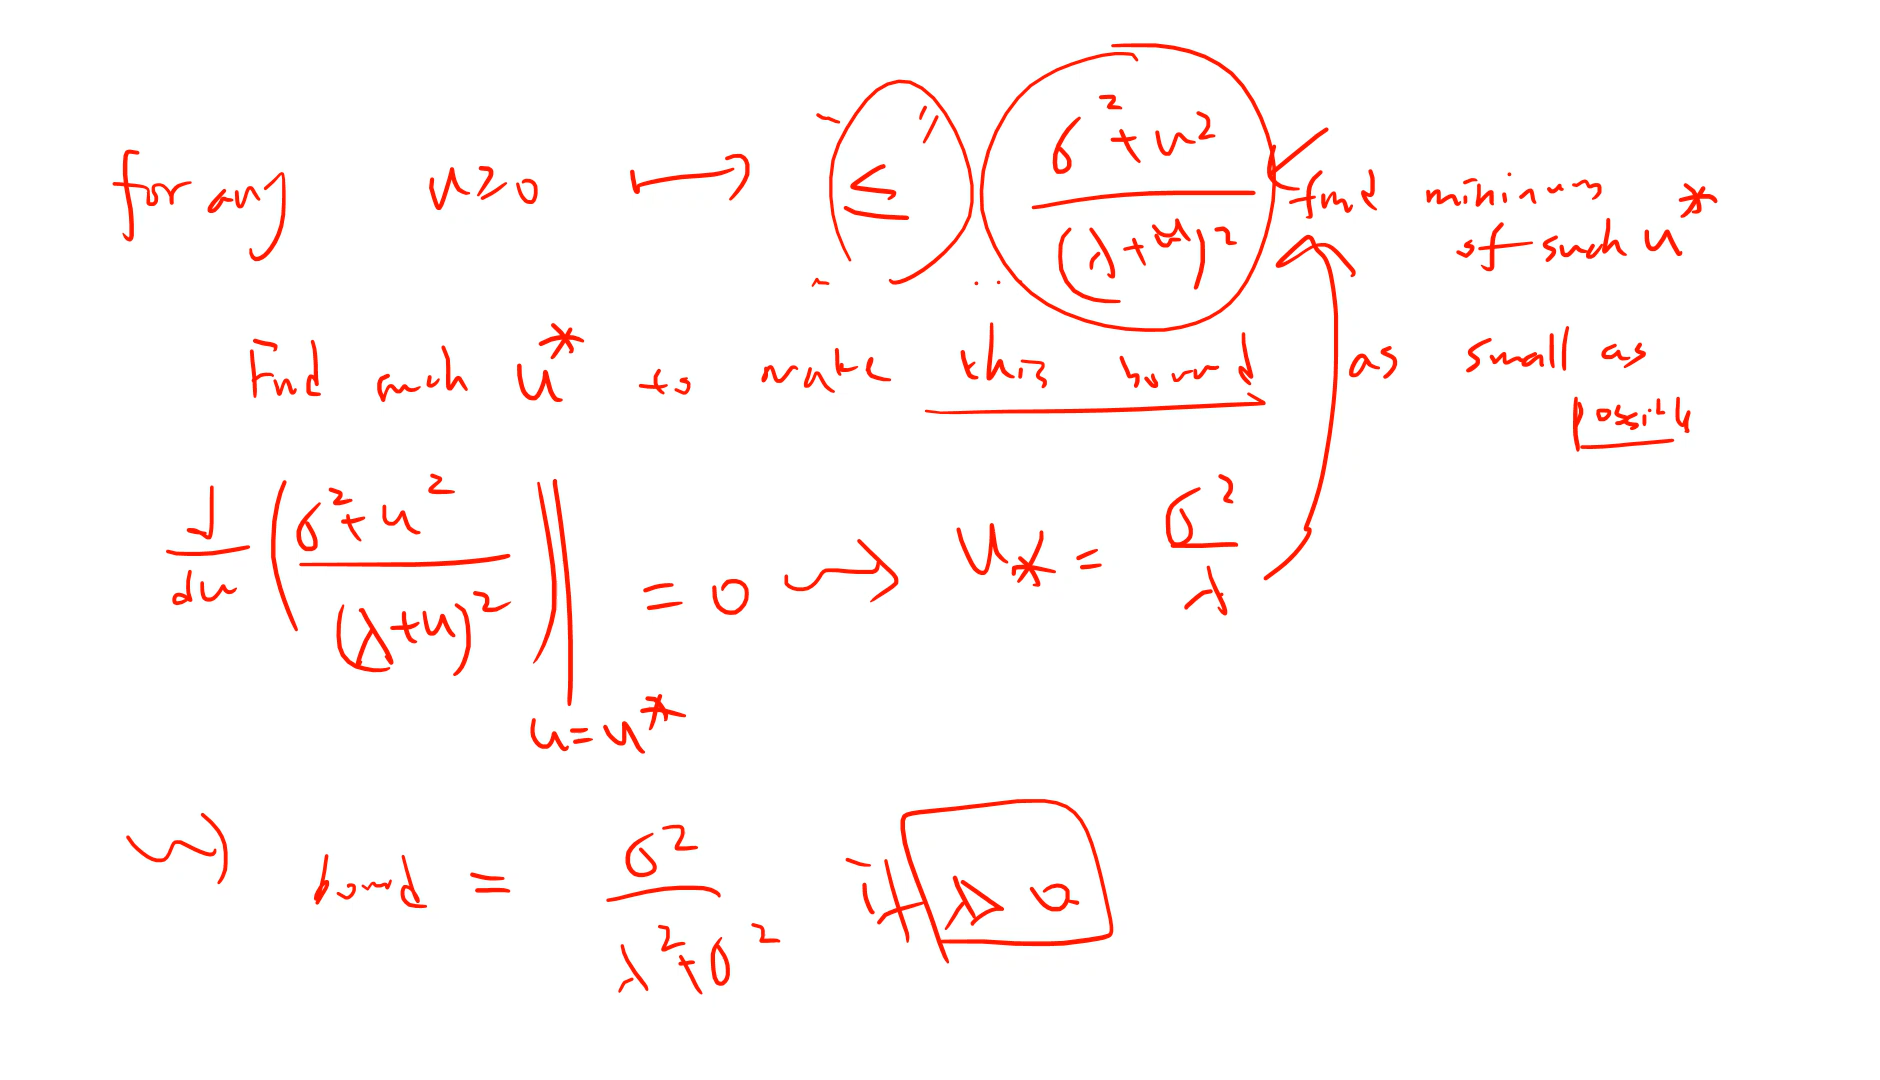 for any u ≥ 0 ↦ " ≤ " σ² + u² / (λ + u)² find minimum of such u*
Find such u* to make this bound as small as possible
d/du ( σ² + u² / (λ + u)² ) |u = u* = 0 ⇝ u* = σ² / λ
⇝ bound = σ² / λ² + σ² if λ > 0